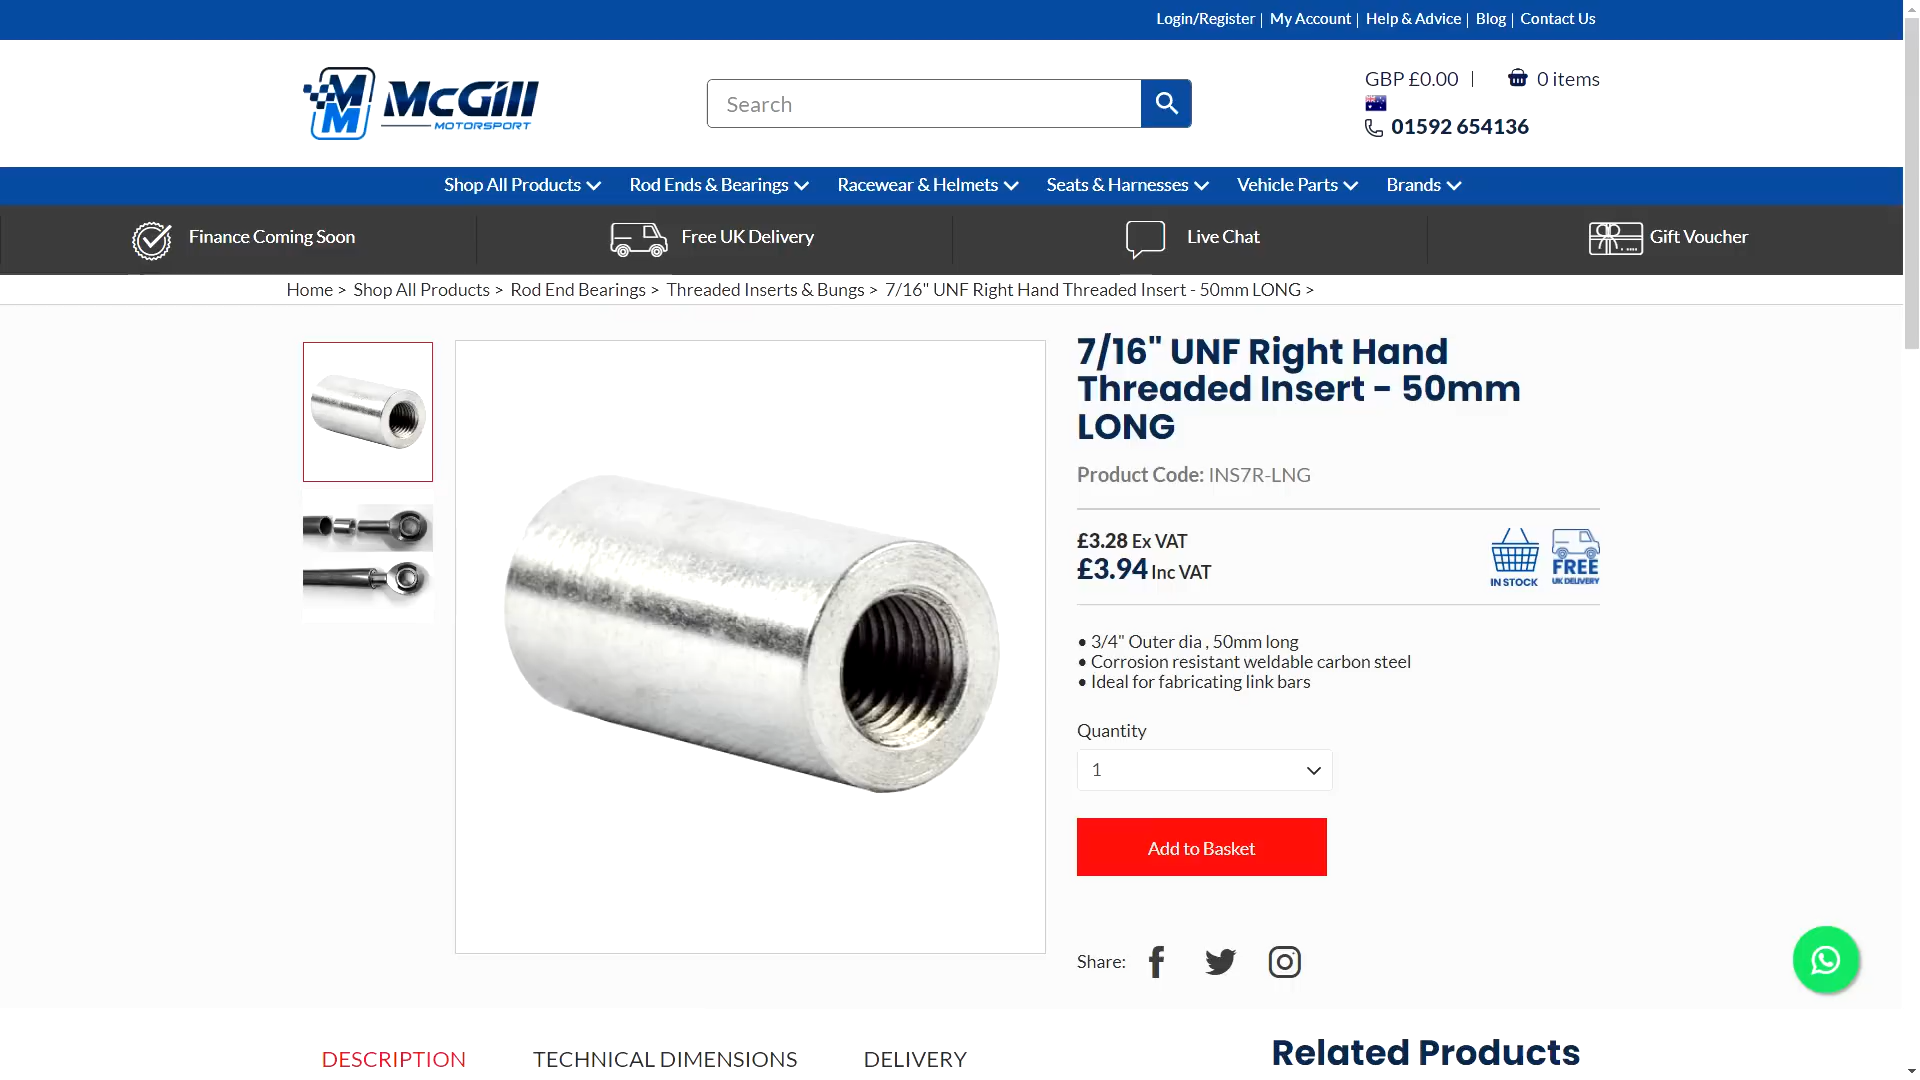 Login/Register | My Account | Help & Advice | Blog | Contact Us
McGill
MOTORSPORT
Search
GBP £0.00 | 0 items
01592 654136
Shop All Products Rod Ends & Bearings Racewear & Helmets Seats & Harnesses Vehicle Parts Brands
Finance Coming Soon Free UK Delivery Live Chat Gift Voucher
Home > Shop All Products > Rod End Bearings > Threaded Inserts & Bungs > 7/16" UNF Right Hand Threaded Insert - 50mm LONG >
7/16" UNF Right Hand
Threaded Insert - 50mm
LONG
Product Code: INS7R-LNG
£3.28 Ex VAT
£3.94 Inc VAT
IN STOCK
FREE
UK DELIVERY
• 3/4" Outer dia , 50mm long
• Corrosion resistant weldable carbon steel
• Ideal for fabricating link bars
Quantity
1
Add to Basket
Share:
DESCRIPTION TECHNICAL DIMENSIONS DELIVERY
Related Products